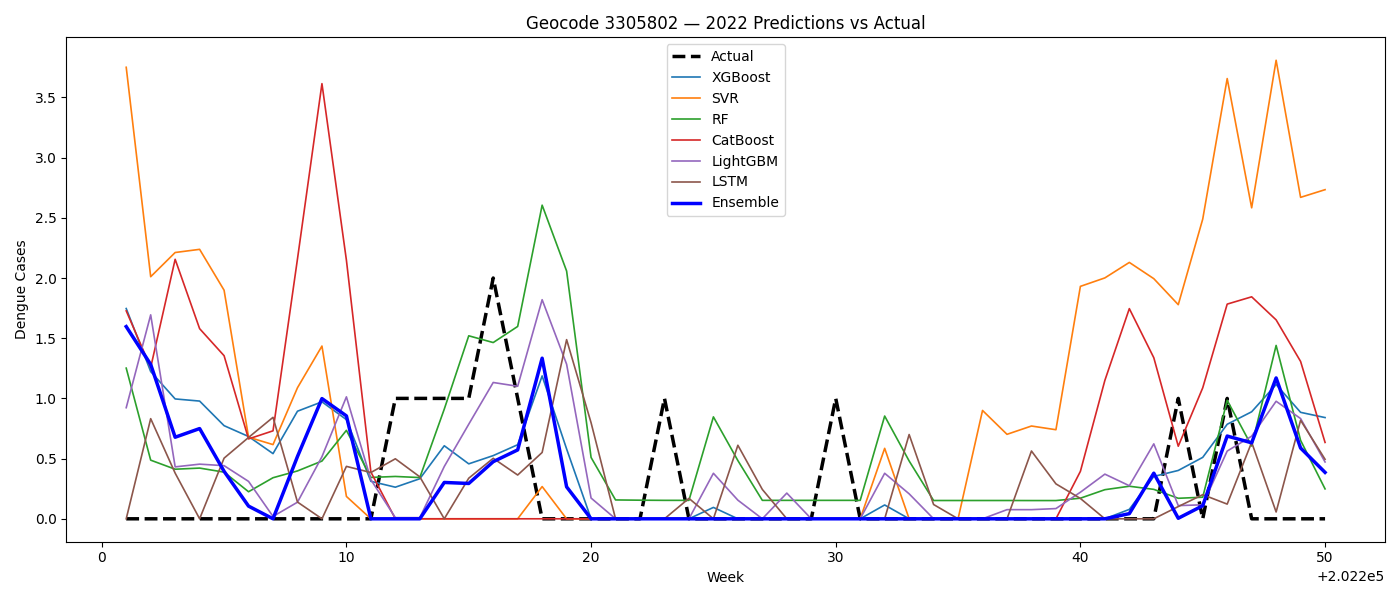 Geocode 3305802 — 2022 Predictions vs Actual
Dengue Cases
3.5
3.0
2.5
2.0
1.5
1.0
0.5
0.0
Actual
XGBoost
SVR
RF
CatBoost
LightGBM
LSTM
Ensemble
0
10
20
30
40
50
+2.022e5
Week